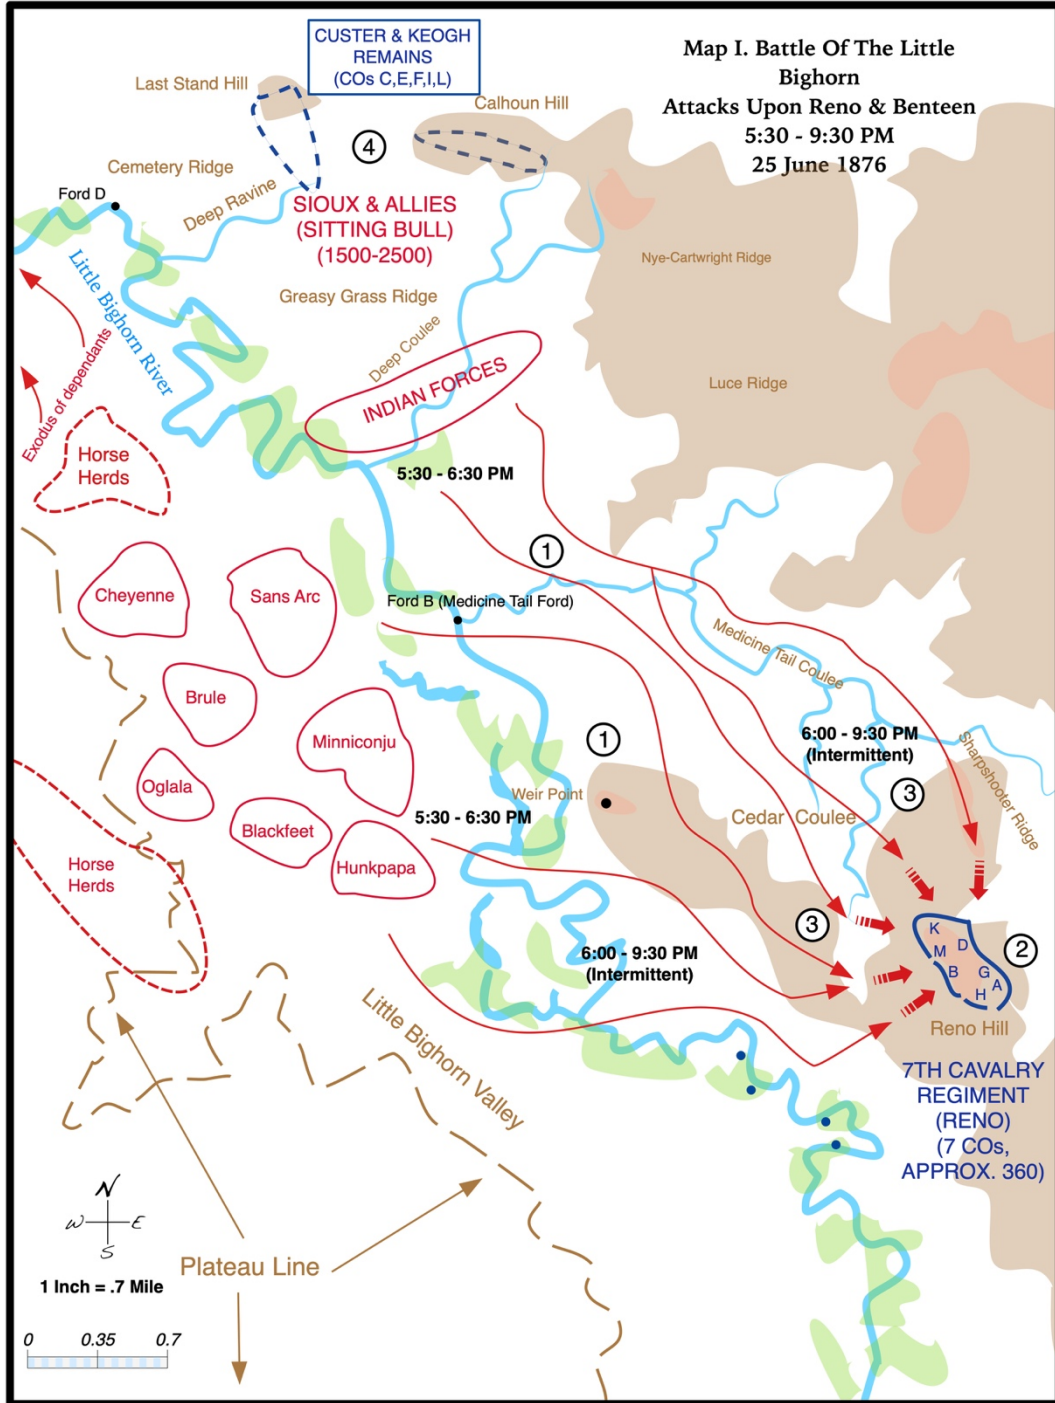 CUSTER & KEOGH
REMAINS
(COs C,E,F,I,L)
Map I. Battle Of The Little
Bighorn
Attacks Upon Reno & Benteen
5:30 - 9:30 PM
25 June 1876
Last Stand Hill
Calhoun Hill
4
Cemetery Ridge
Ford D
Deep Ravine
SIOUX & ALLIES
(SITTING BULL)
(1500-2500)
Nye-Cartwright Ridge
Little Bighorn River
Greasy Grass Ridge
Deep Coulee
Exodus of dependants
INDIAN FORCES
Luce Ridge
Horse
Herds
5:30 - 6:30 PM
1
Cheyenne
Sans Arc
Ford B (Medicine Tail Ford)
Medicine Tail Coulee
Brule
Minniconju
1
6:00 - 9:30 PM
(Intermittent)
Sharpshooter Ridge
Oglala
Weir Point
3
Blackfeet
5:30 - 6:30 PM
Cedar Coulee
Hunkpapa
Horse
Herds
3
K
D
M
B
G
A
H
2
6:00 - 9:30 PM
(Intermittent)
Reno Hill
Little Bighorn Valley
7TH CAVALRY
REGIMENT
(RENO)
(7 COs,
APPROX. 360)
N
W E
S
Plateau Line
1 Inch = .7 Mile
0 0.35 0.7